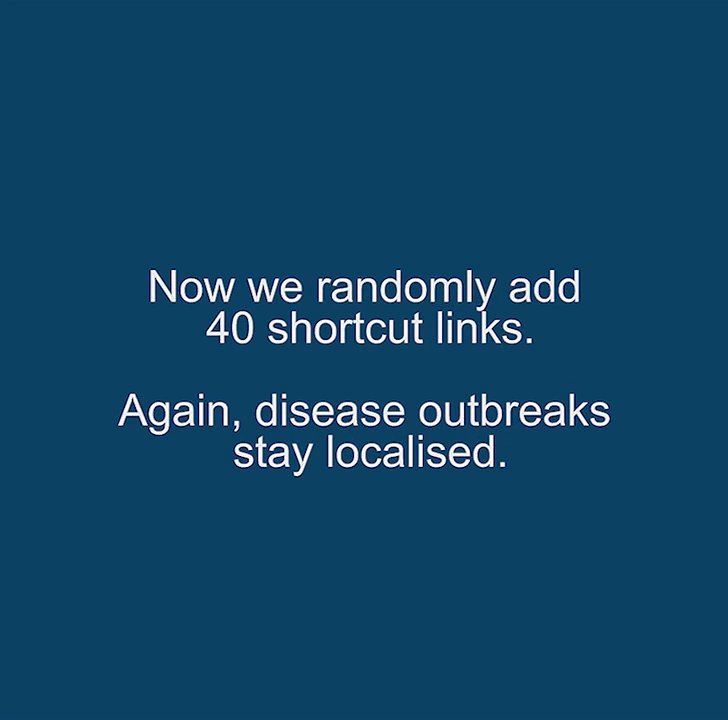 Now we randomly add
40 shortcut links.
Again, disease outbreaks
stay localised.